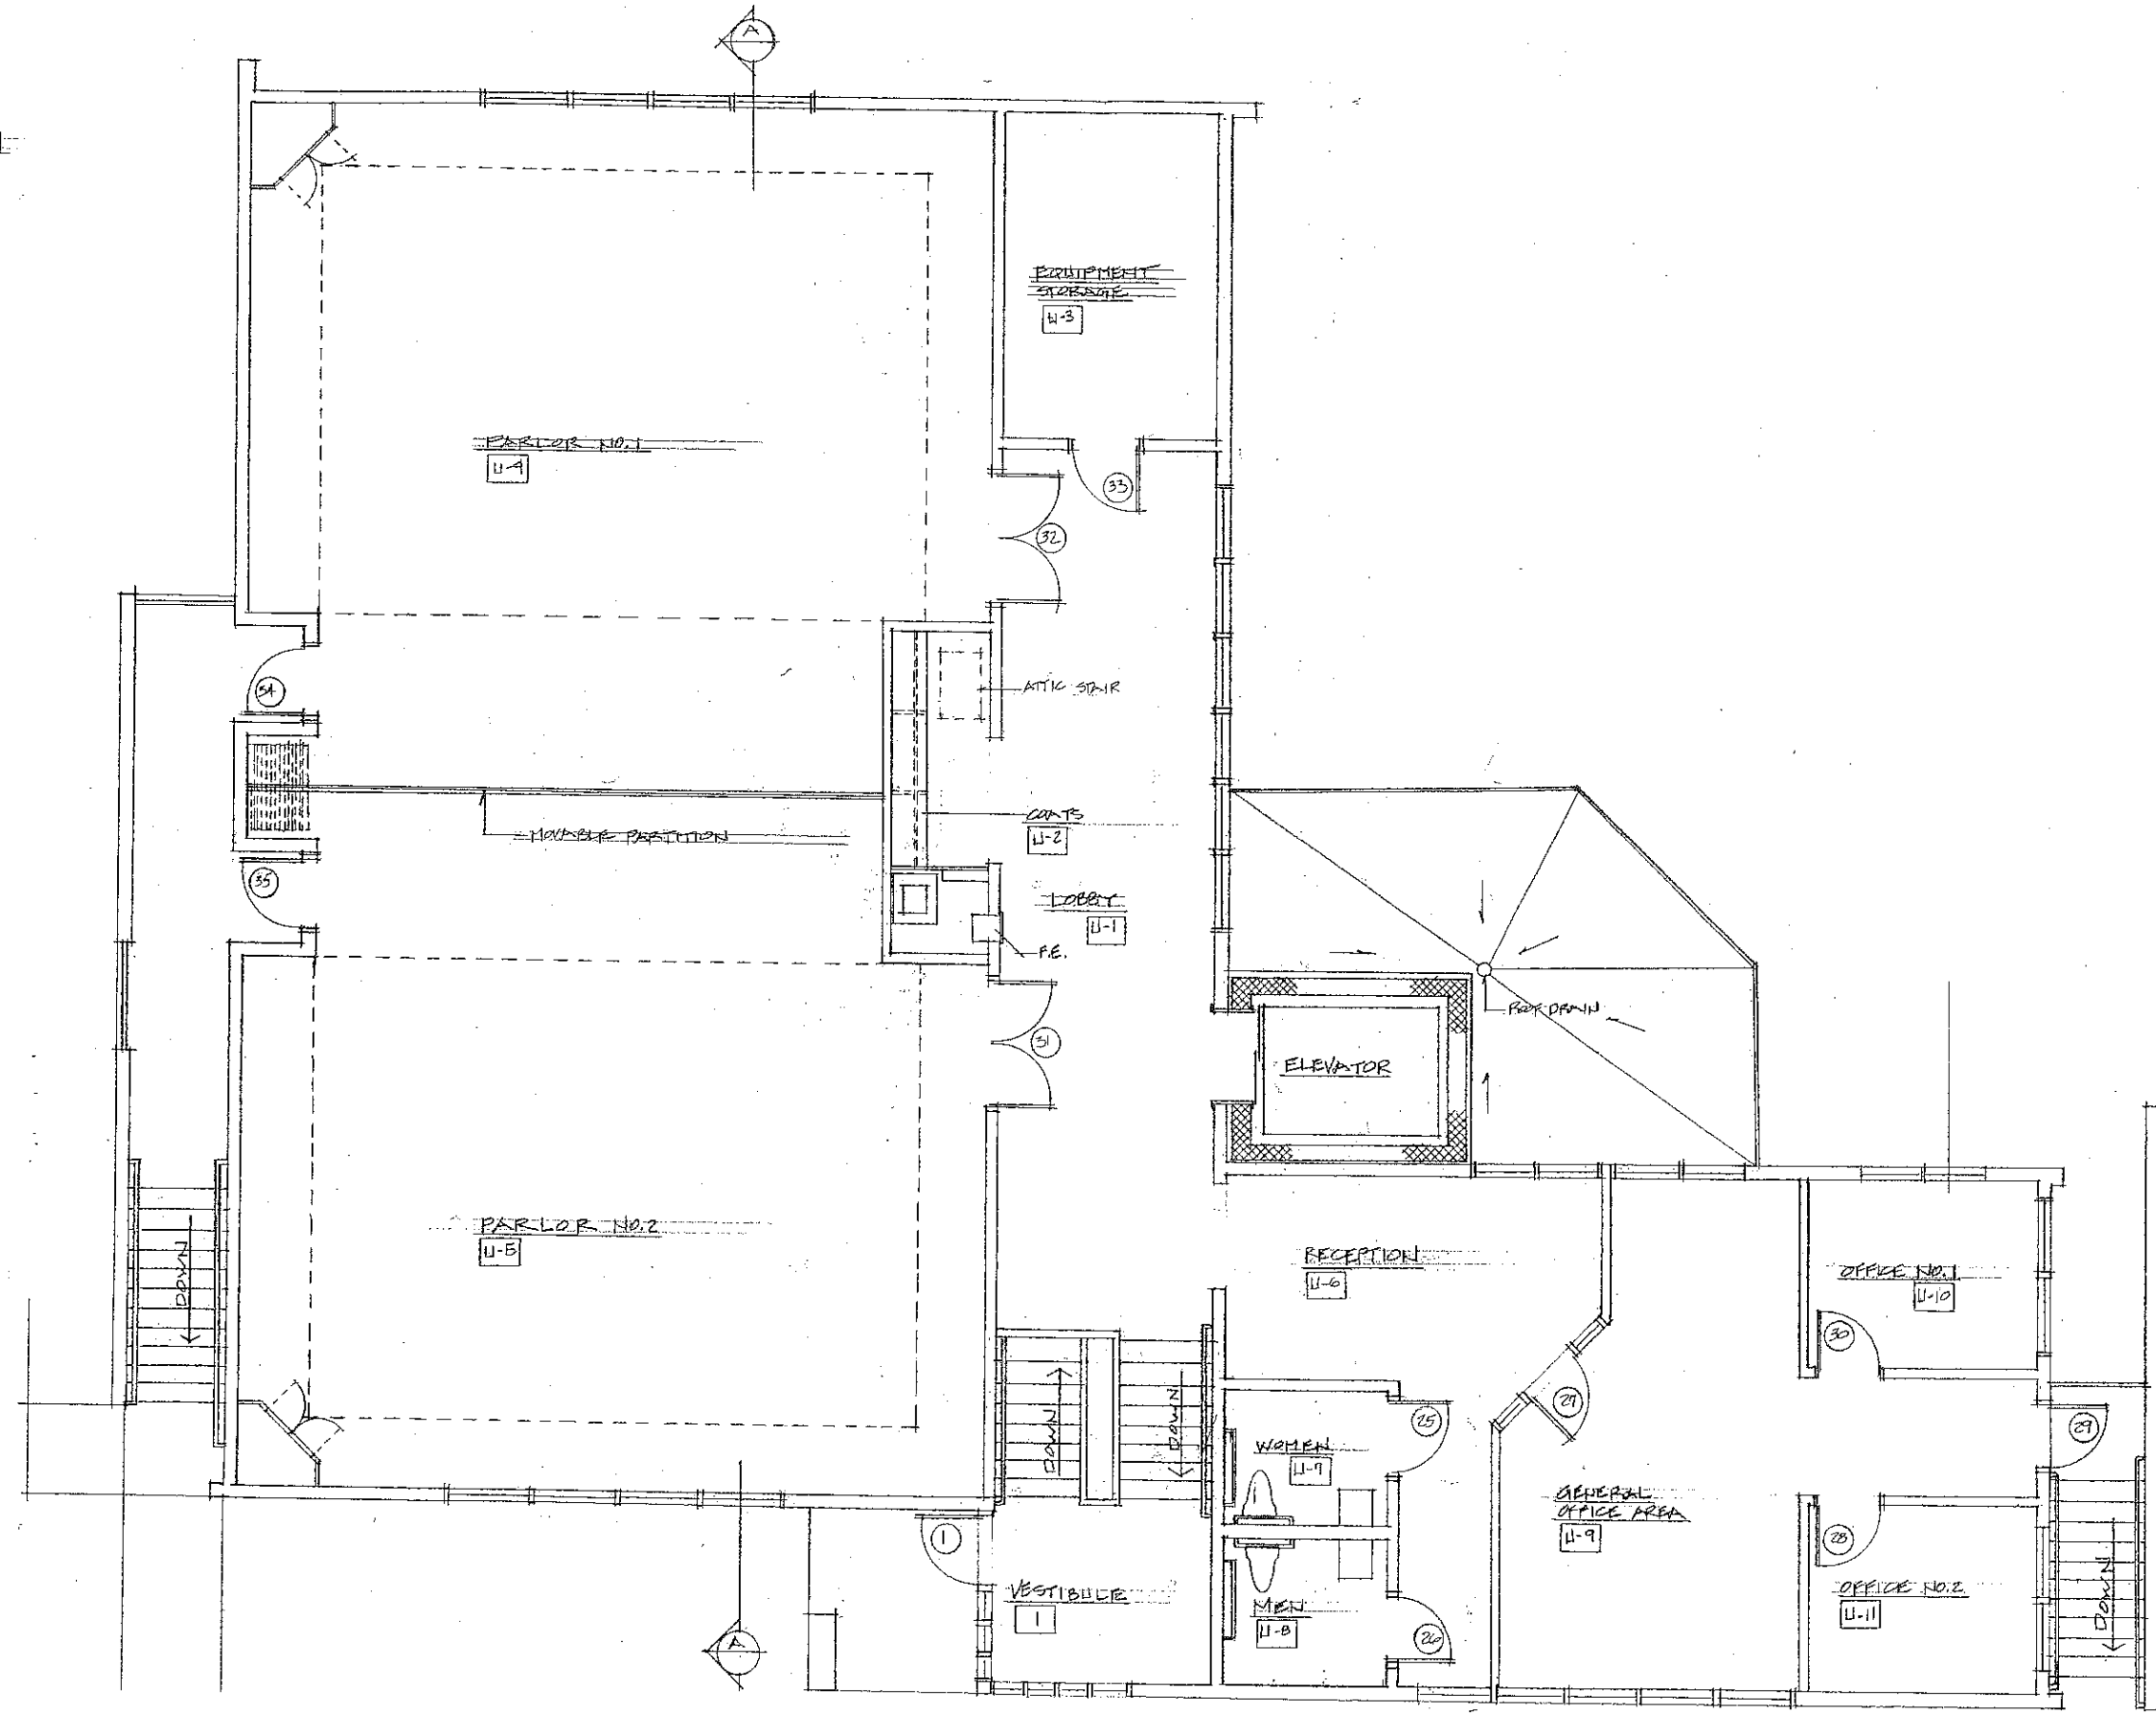 A
EQUIPMENT
STORAGE
U-3
PARLOR NO.1
U-4
33
32
34
ATTIC STAIR
COATS
U-2
MOVABLE PARTITION
35
LOBBY
U-1
F.E.
ROOF DRAIN
31
ELEVATOR
PARLOR NO.2
U-5
DOWN
RECEPTION
U-6
OFFICE NO.1
U-10
30
27
25
29
DOWN
DOWN
WOMEN
U-7
GENERAL
OFFICE AREA
U-9
1
28
VESTIBULE
1
MEN
U-8
26
OFFICE NO.2
U-11
DOWN
A